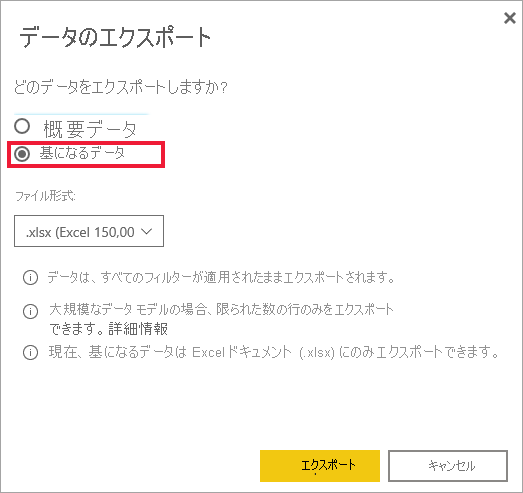 データのエクスポート
どのデータをエクスポートしますか?
概要データ
基になるデータ
ファイル形式:
.xlsx (Excel 150,00
データは、すべてのフィルターが適用されたままエクスポートされます。
大規模なデータ モデルの場合、限られた数の行のみをエクスポート
できます。詳細情報
現在、基になるデータは Excel ドキュメント (.xlsx) にのみエクスポートできます。
エクスポート
キャンセル